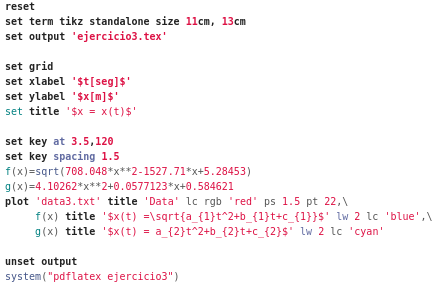 reset
set term tikz standalone size 11cm, 13cm
set output 'ejercicio3.tex'
set grid
set xlabel '$t[seg]$'
set ylabel '$x[m]$'
set title '$x = x(t)$'
set key at 3.5,120
set key spacing 1.5
f(x)=sqrt(708.048*x**2-1527.71*x+5.28453)
g(x)=4.10262*x**2+0.0577123*x+0.584621
plot 'data3.txt' title 'Data' lc rgb 'red' ps 1.5 pt 22,\
f(x) title '$x(t) =\sqrt{a_{1}t^2+b_{1}t+c_{1}}$' lw 2 lc 'blue',\
g(x) title '$x(t) = a_{2}t^2+b_{2}t+c_{2}$' lw 2 lc 'cyan'
unset output
system("pdflatex ejercicio3")